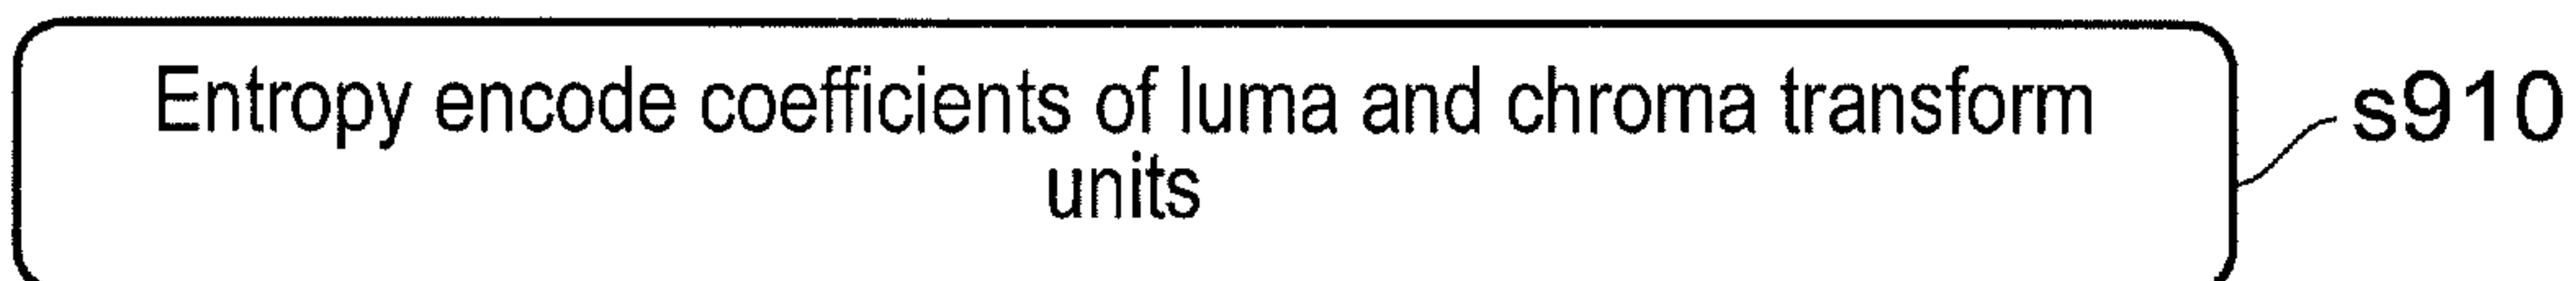 Entropy encode coefficients of luma and chroma transform
units
s910